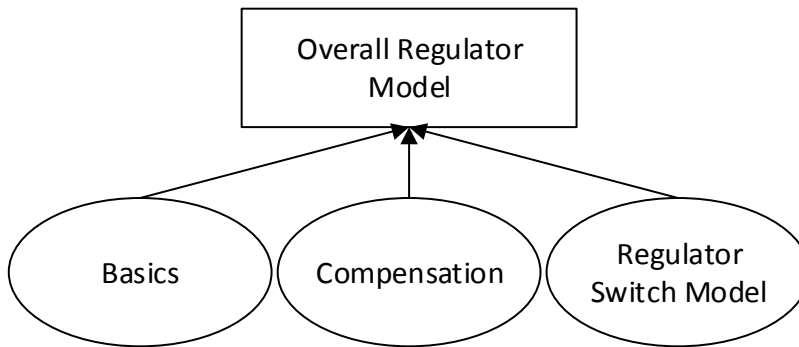 Overall Regulator
Model
Basics
Compensation
Regulator
Switch Model